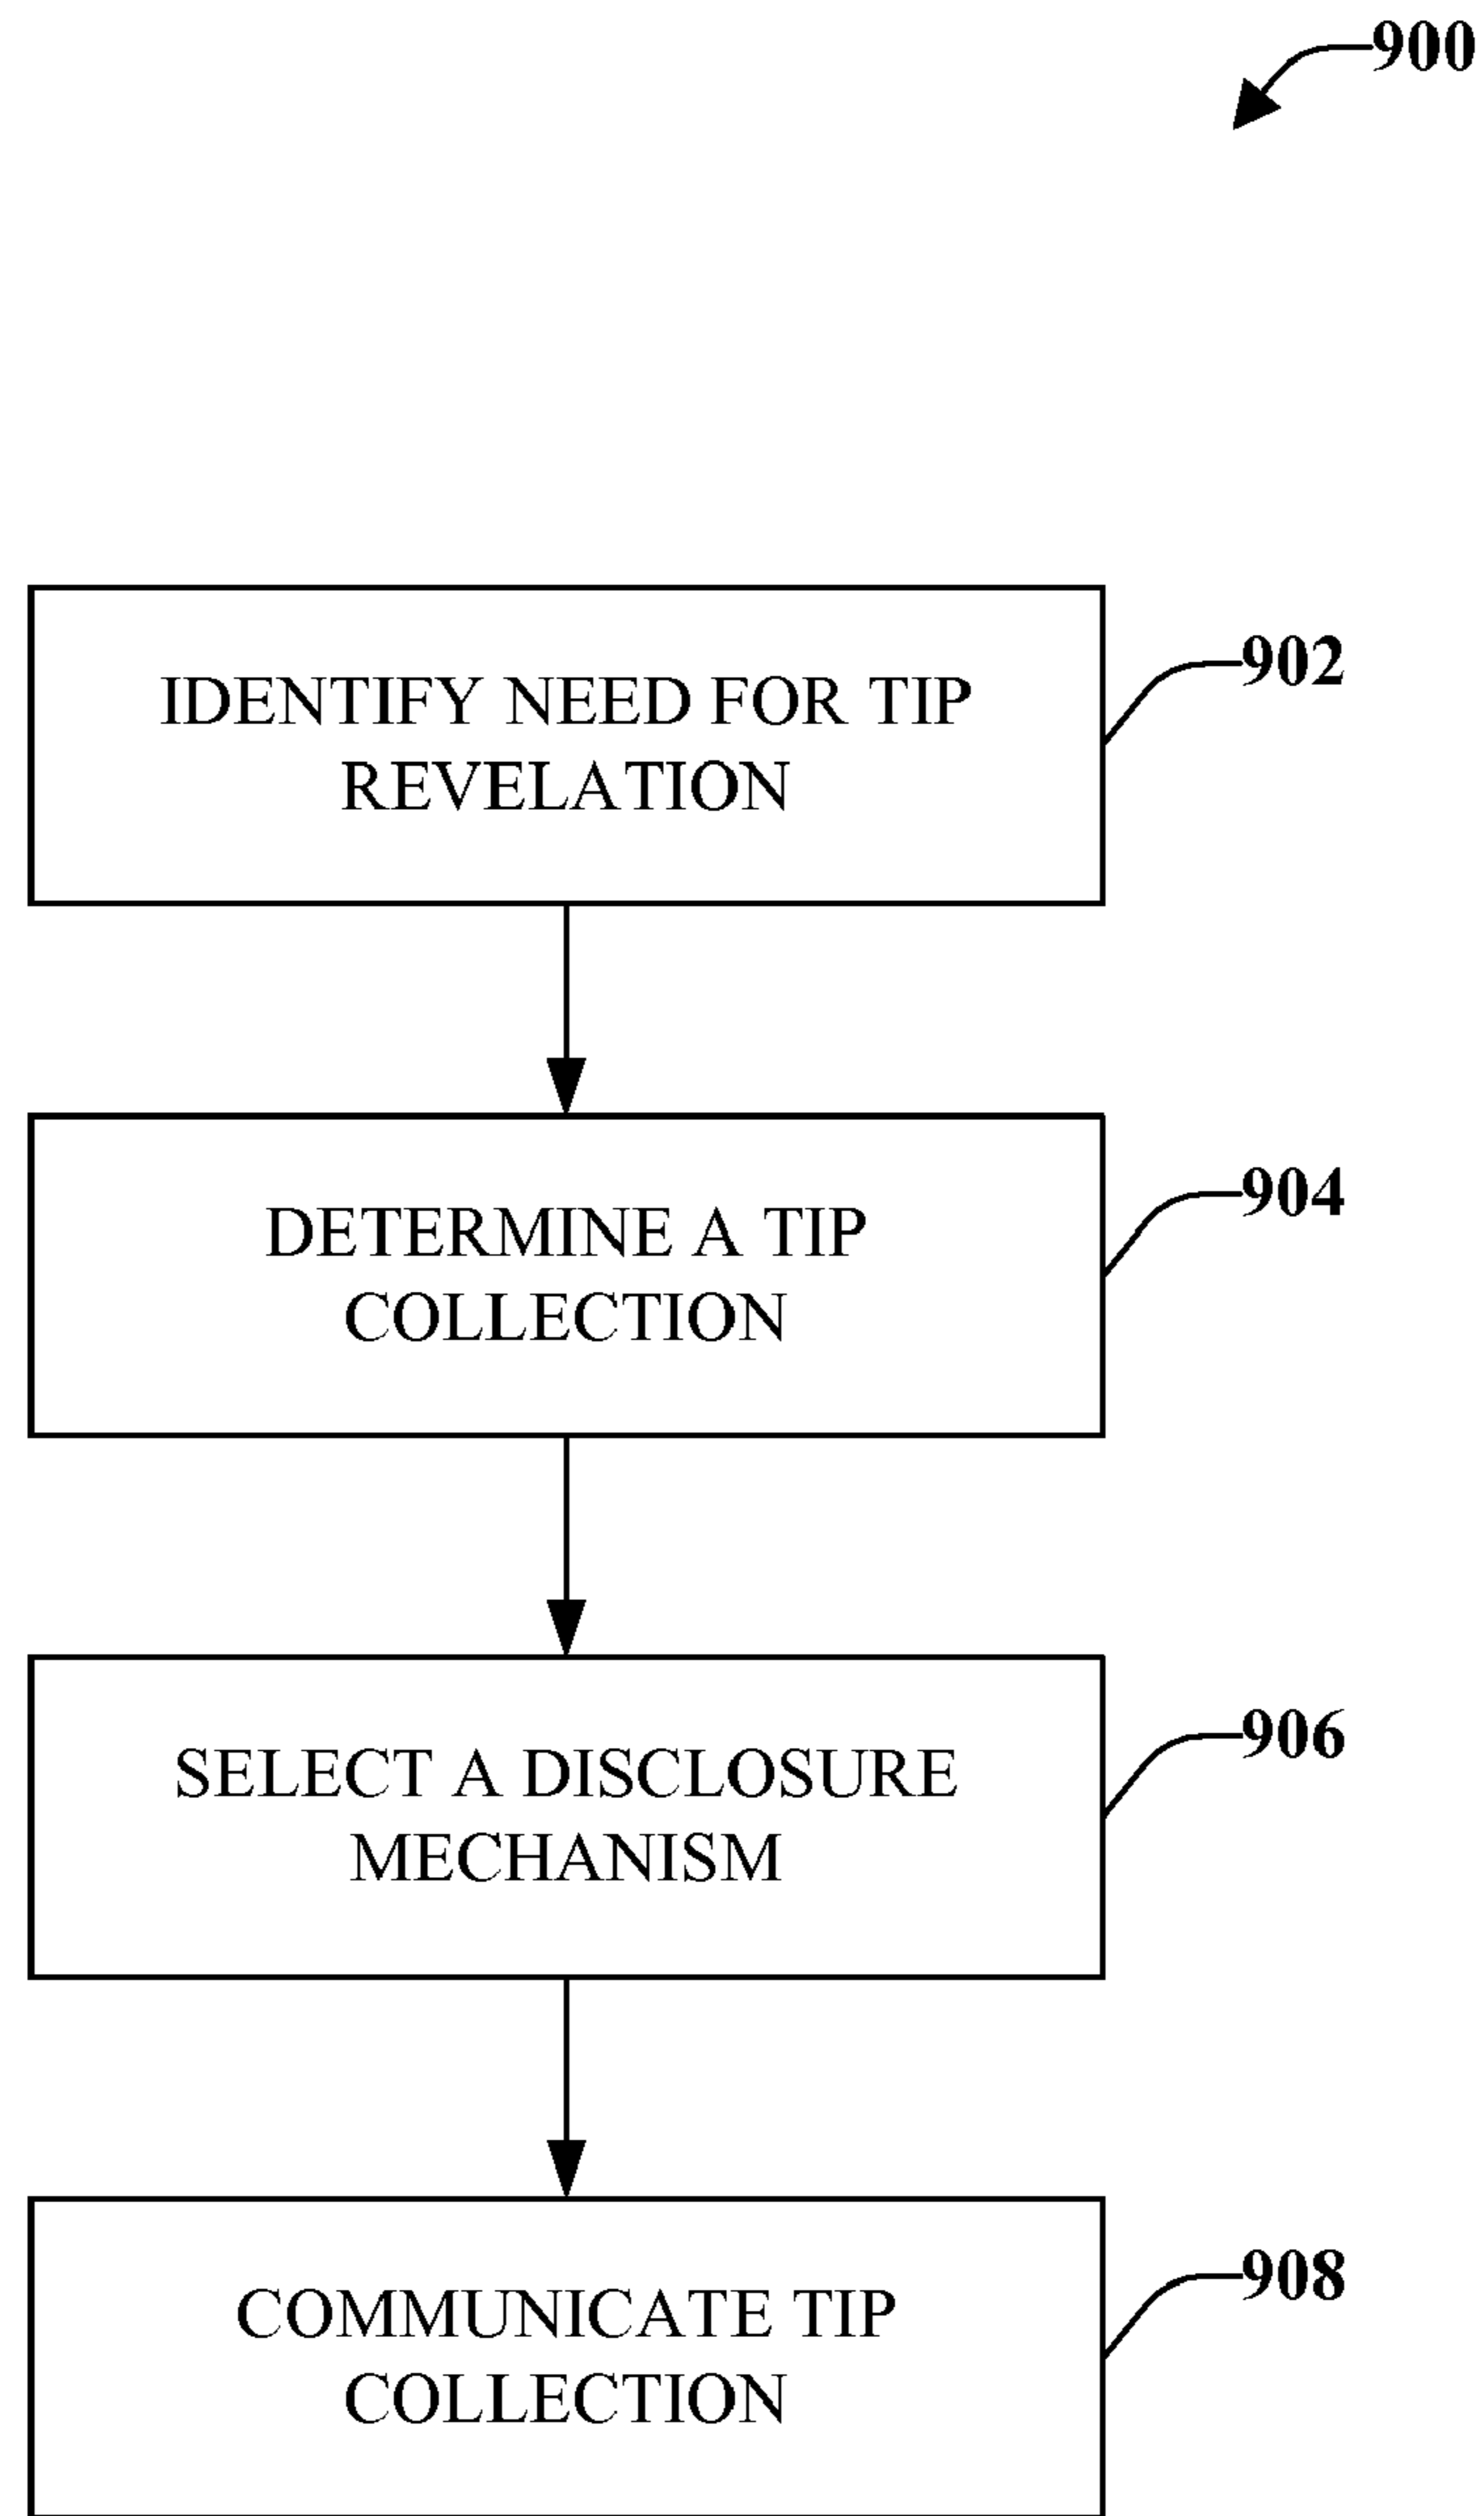 900
IDENTIFY NEED FOR TIP
REVELATION
902
DETERMINE A TIP
COLLECTION
904
SELECT A DISCLOSURE
MECHANISM
906
COMMUNICATE TIP
COLLECTION
908